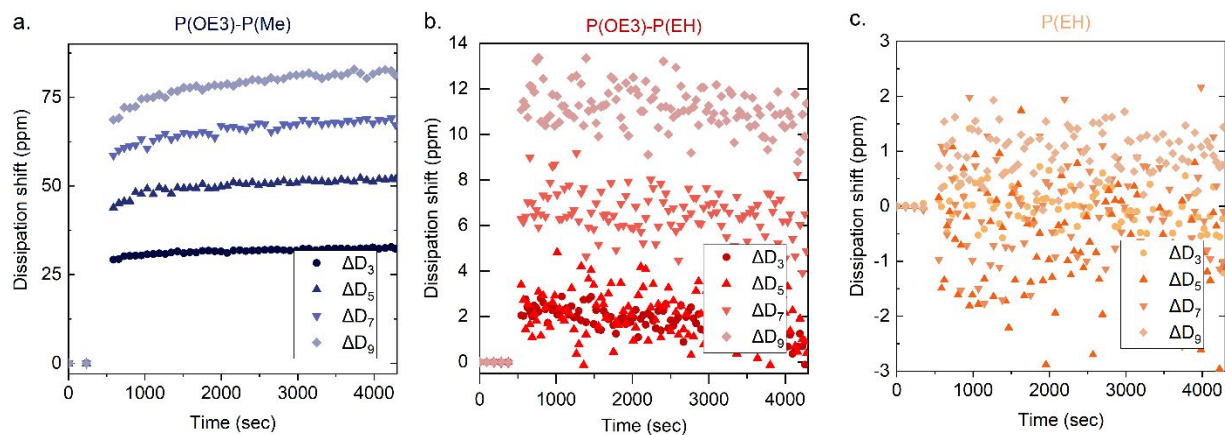 a.
P(OE3)-P(Me)
Dissipation shift (ppm)
75
50
25
0
0 1000 2000 3000 4000
Time (sec)
ΔD3
ΔD5
ΔD7
ΔD9
b.
P(OE3)-P(EH)
Dissipation shift (ppm)
14
12
10
8
6
4
2
0
0 1000 2000 3000 4000
Time (sec)
ΔD3
ΔD5
ΔD7
ΔD9
c.
P(EH)
Dissipation shift (ppm)
3
2
1
0
-1
-2
-3
0 1000 2000 3000 4000
Time (sec)
ΔD3
ΔD5
ΔD7
ΔD9